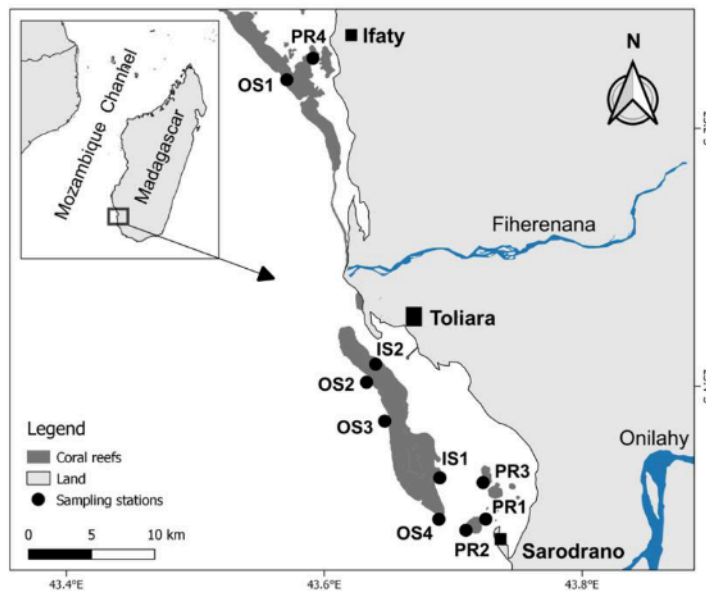 PR4
Ifaty
OS1
N
Mozambique Channel
Madagascar
Fiherenana
Toliara
IS2
OS2
OS3
Onilahy
Legend
Coral reefs
Land
Sampling stations
IS1
PR3
PR1
OS4
PR2
Sarodrano
0 5 10 km
43.4°E 43.6°E 43.8°E